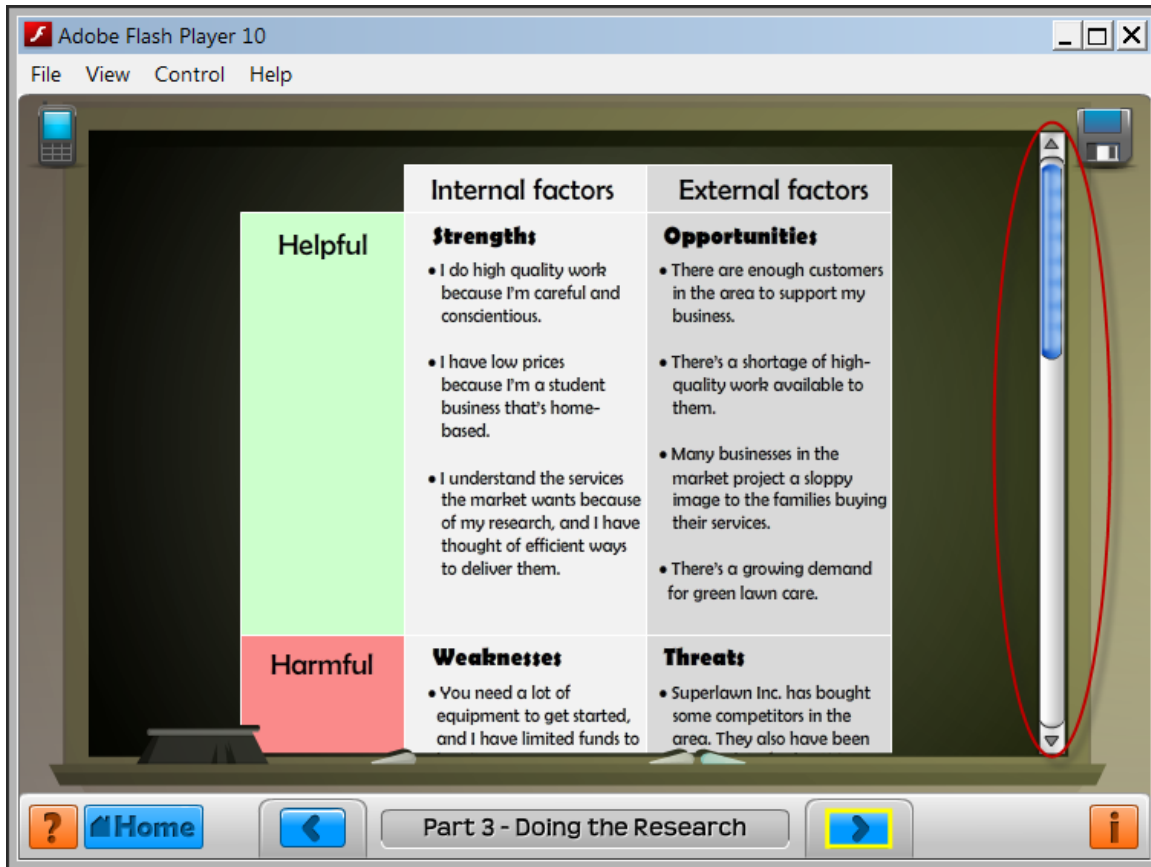 Adobe Flash Player 10
File View Control Help
Internal factors
External factors
Helpful
Strengths
• I do high quality work
because I'm careful and
conscientious.
• I have low prices
because I'm a student
business that's home-
based.
• I understand the services
the market wants because
of my research, and I have
thought of efficient ways
to deliver them.
Opportunities
• There are enough customers
in the area to support my
business.
• There's a shortage of high-
quality work available to
them.
• Many businesses in the
market project a sloppy
image to the families buying
their services.
• There's a growing demand
for green lawn care.
Harmful
Weaknesses
• You need a lot of
equipment to get started,
and I have limited funds to
Threats
• Superlawn Inc. has bought
some competitors in the
area. They also have been
?
Home
Part 3 - Doing the Research
i